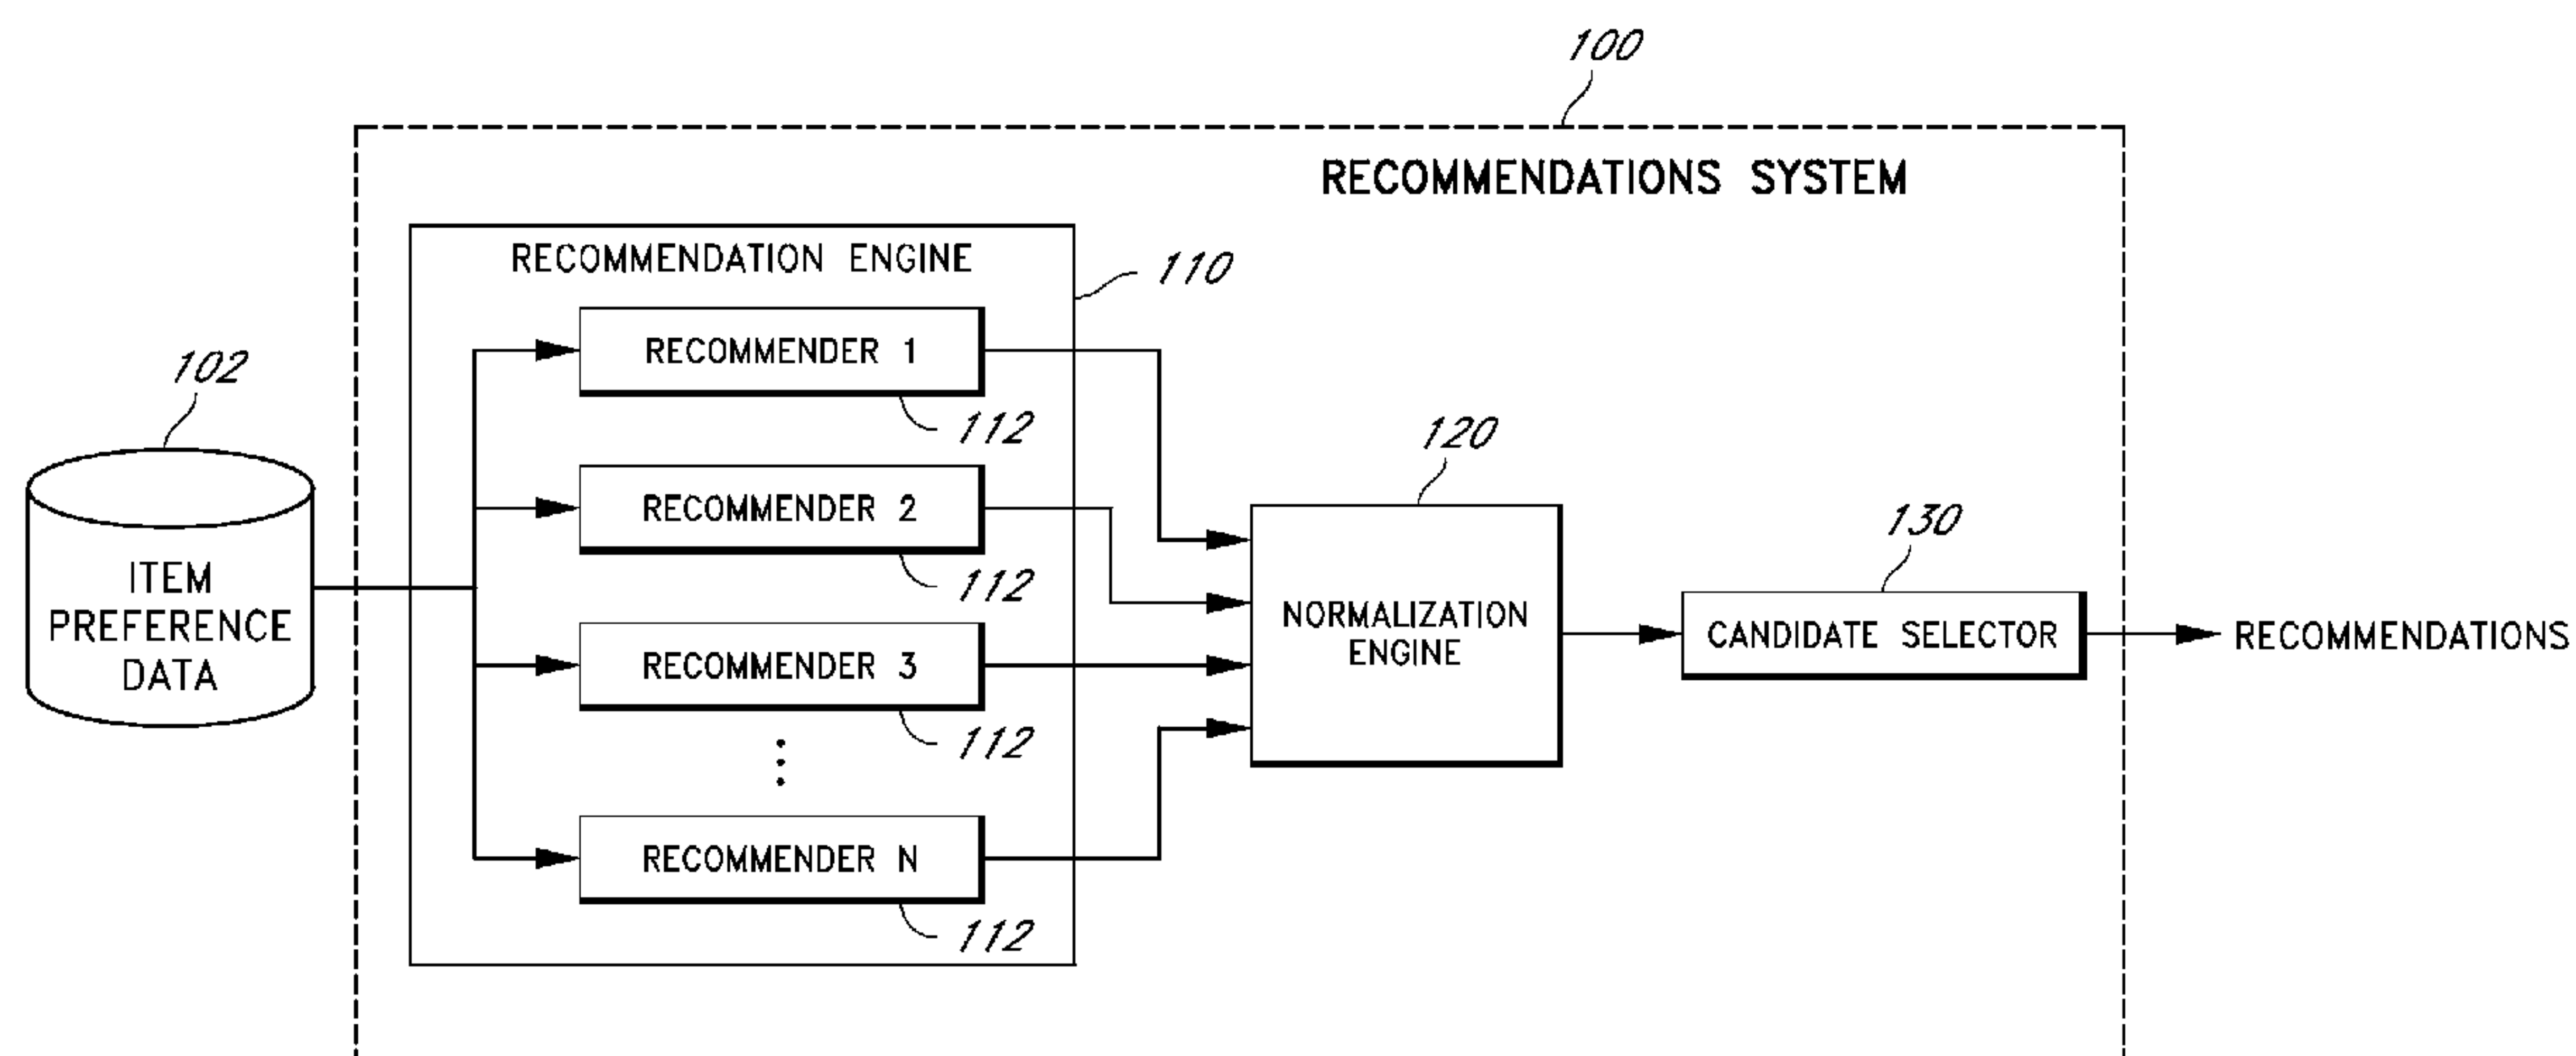 100
RECOMMENDATIONS SYSTEM
RECOMMENDATION ENGINE
110
RECOMMENDER 1
112
102
RECOMMENDER 2
112
120
130
ITEM
PREFERENCE
DATA
RECOMMENDER 3
112
NORMALIZATION
ENGINE
CANDIDATE SELECTOR
RECOMMENDATIONS
RECOMMENDER N
112